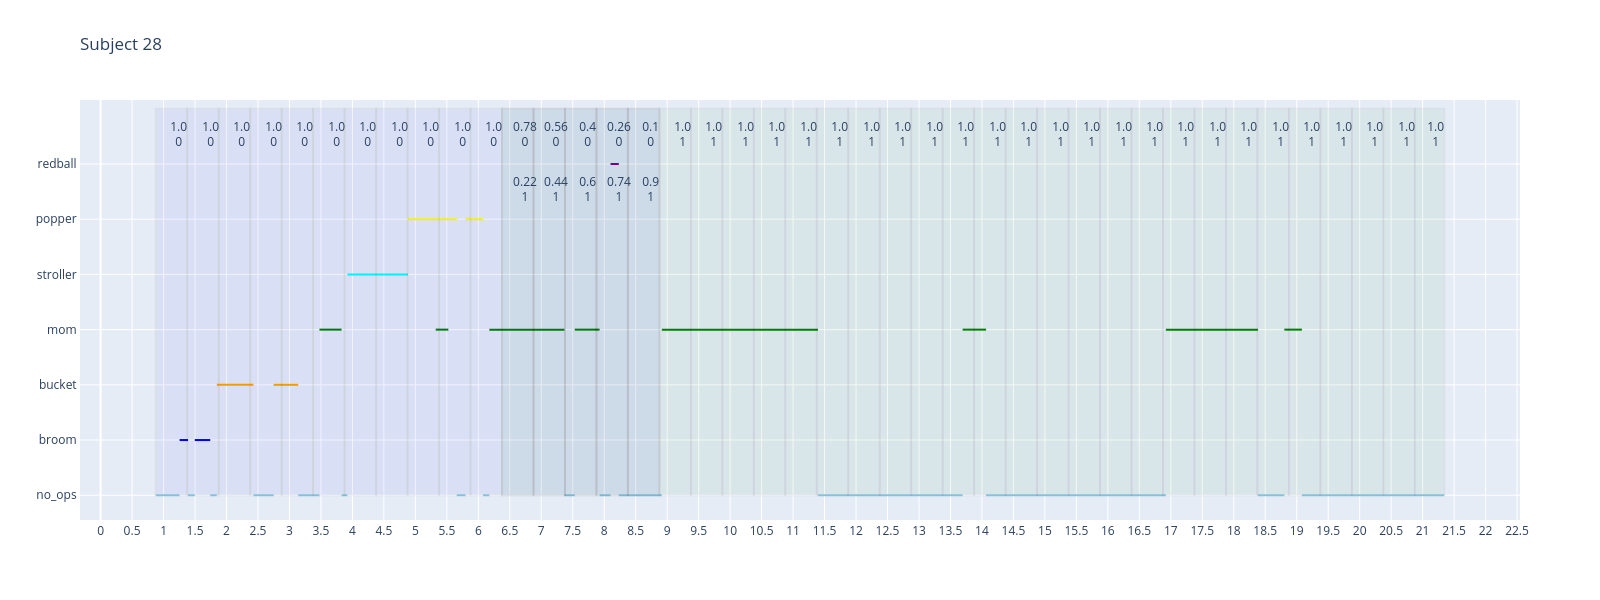 Subject 28
1.0 1.0 1.0 1.0 1.0 1.0 1.0 1.0 1.0 1.0 1.0 0.78 0.56 0.4 0.26 0.1 1.0 1.0 1.0 1.0 1.0 1.0 1.0 1.0 1.0 1.0 1.0 1.0 1.0 1.0 1.0 1.0 1.0 1.0 1.0 1.0 1.0 1.0 1.0 1.0 1.0
0 0 0 0 0 0 0 0 0 0 0 0 0 0 0 0 1 1 1 1 1 1 1 1 1 1 1 1 1 1 1 1 1 1 1 1 1 1 1 1 1
redball
0.22 0.44 0.6 0.74 0.9
1 1 1 1 1
popper
stroller
mom
bucket
broom
no_ops
0 0.5 1 1.5 2 2.5 3 3.5 4 4.5 5 5.5 6 6.5 7 7.5 8 8.5 9 9.5 10 10.5 11 11.5 12 12.5 13 13.5 14 14.5 15 15.5 16 16.5 17 17.5 18 18.5 19 19.5 20 20.5 21 21.5 22 22.5